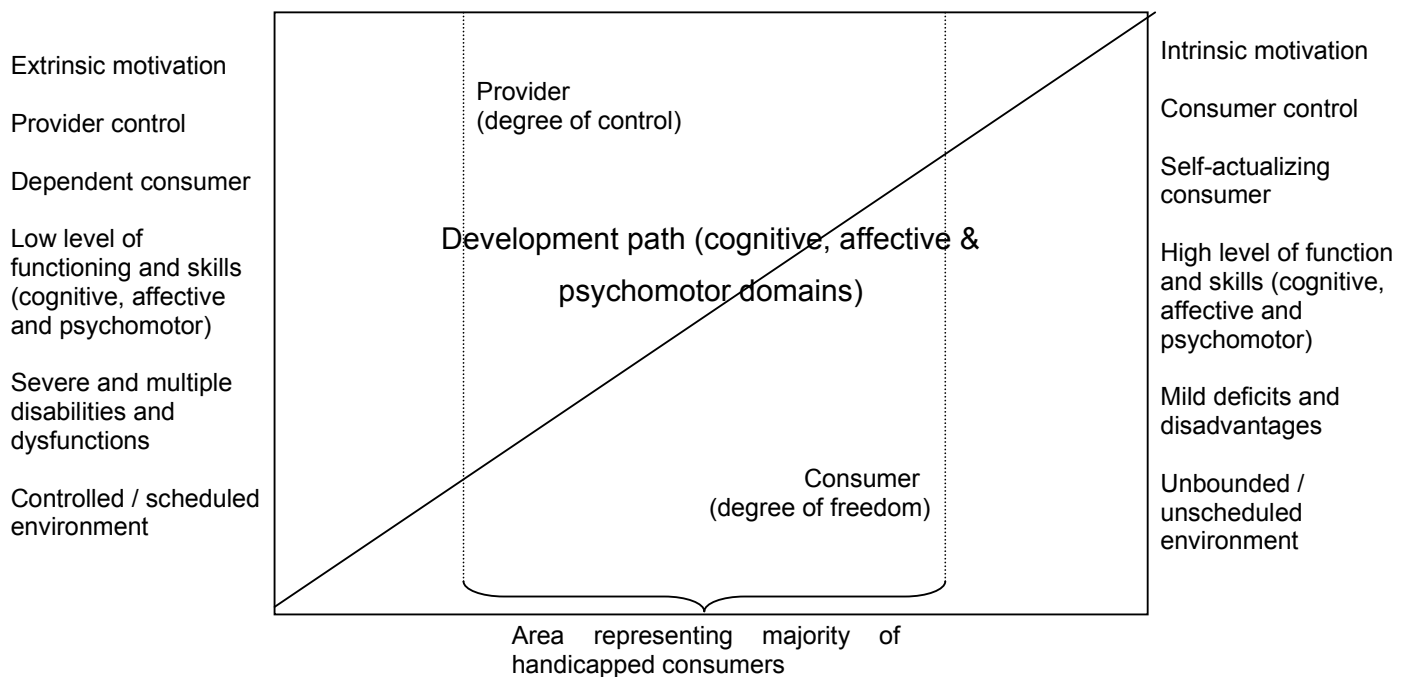 Extrinsic motivation
Provider control
Dependent consumer
Low level of
functioning and skills
(cognitive, affective
and psychomotor)
Severe and multiple
disabilities and
dysfunctions
Controlled / scheduled
environment
Provider
(degree of control)
Development path (cognitive, affective &
psychomotor domains)
Consumer
(degree of freedom)
Area representing majority of
handicapped consumers
Intrinsic motivation
Consumer control
Self-actualizing
consumer
High level of function
and skills (cognitive,
affective and
psychomotor)
Mild deficits and
disadvantages
Unbounded /
unscheduled
environment